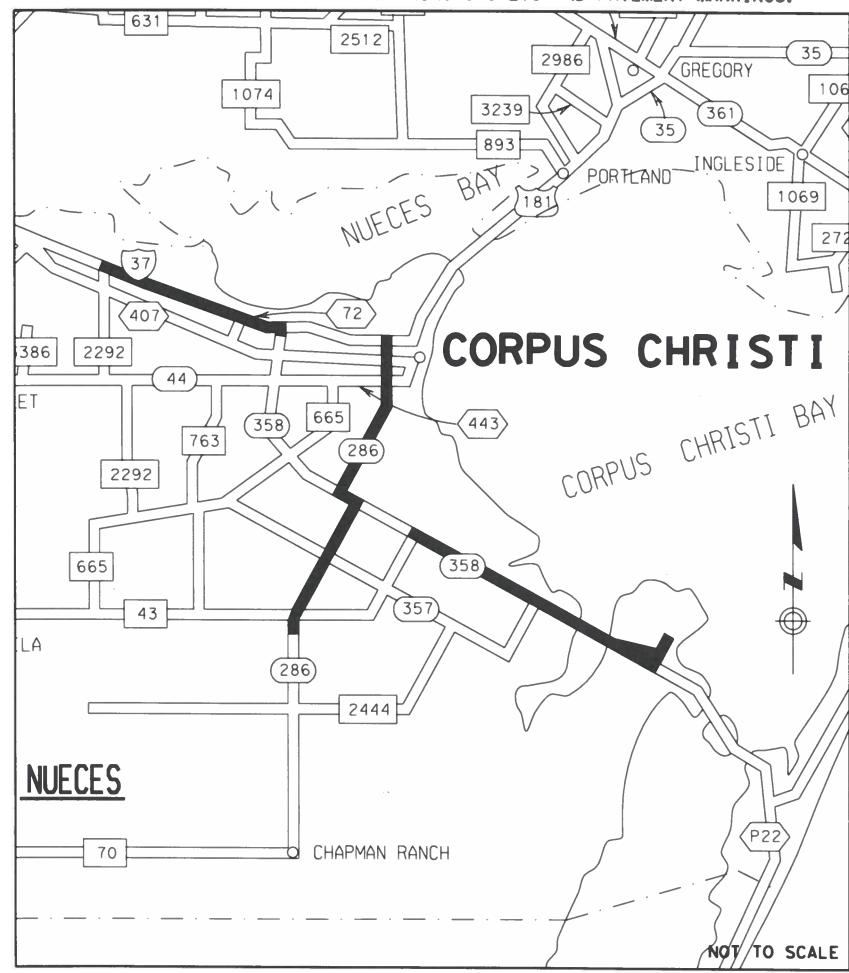 631
2512
2986
GREGORY
35
1074
3239
35
361
893
INGLESIDE
PORTLAND
NUECES BAY
181
1069
272
37
72
407
CORPUS CHRISTI
2292
44
ET
665
443
358
763
286
CORPUS CHRISTI BAY
2292
358
665
N
43
357
LA
286
2444
NUECES
P22
70
CHAPMAN RANCH
NOT TO SCALE